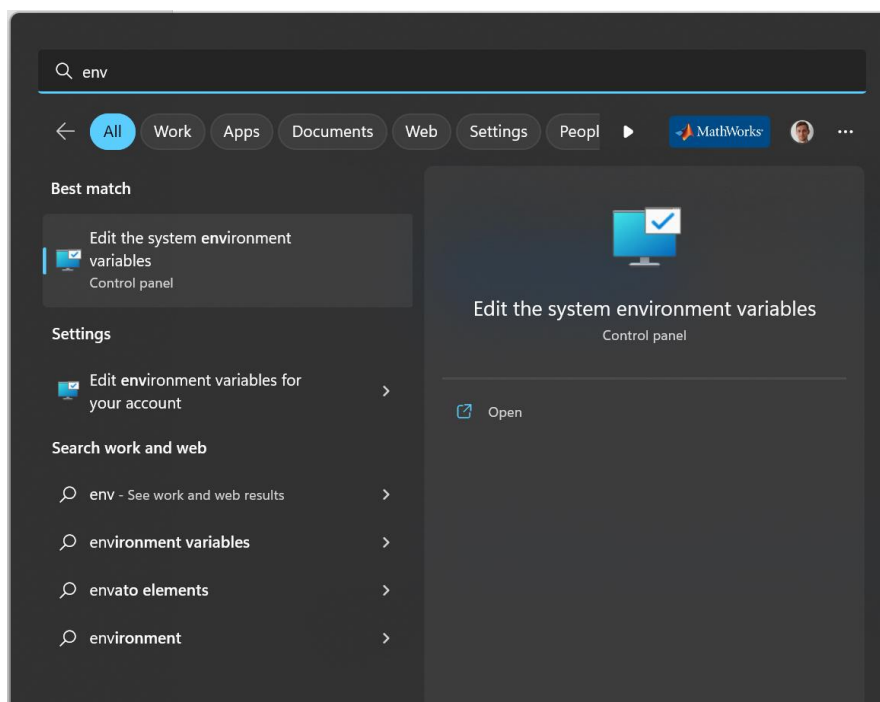 env
All Work Apps Documents Web Settings Peopl MathWorks
Best match
Edit the system environment
variables
Control panel
Settings
Edit environment variables for
your account
Search work and web
env - See work and web results
environment variables
envato elements
environment
Edit the system environment variables
Control panel
Open